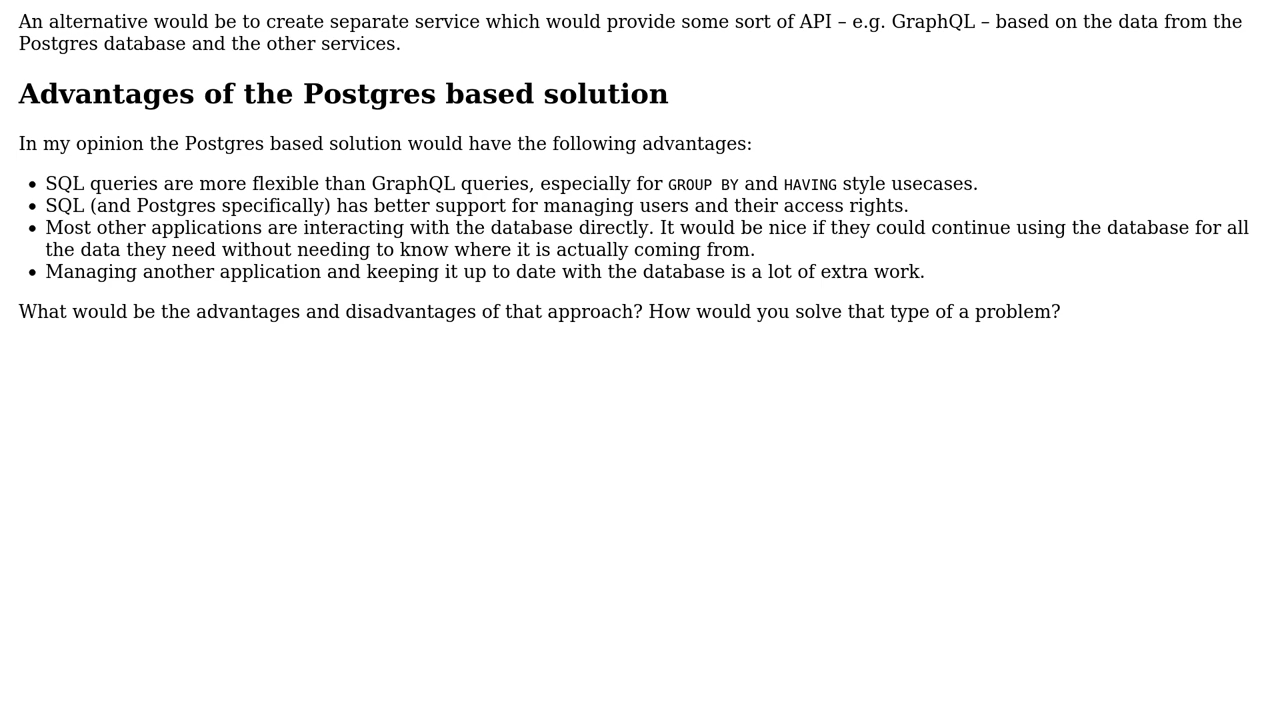 An alternative would be to create separate service which would provide some sort of API – e.g. GraphQL – based on the data from the
Postgres database and the other services.
Advantages of the Postgres based solution
In my opinion the Postgres based solution would have the following advantages:
• SQL queries are more flexible than GraphQL queries, especially for GROUP BY and HAVING style usecases.
• SQL (and Postgres specifically) has better support for managing users and their access rights.
• Most other applications are interacting with the database directly. It would be nice if they could continue using the database for all
the data they need without needing to know where it is actually coming from.
• Managing another application and keeping it up to date with the database is a lot of extra work.
What would be the advantages and disadvantages of that approach? How would you solve that type of a problem?